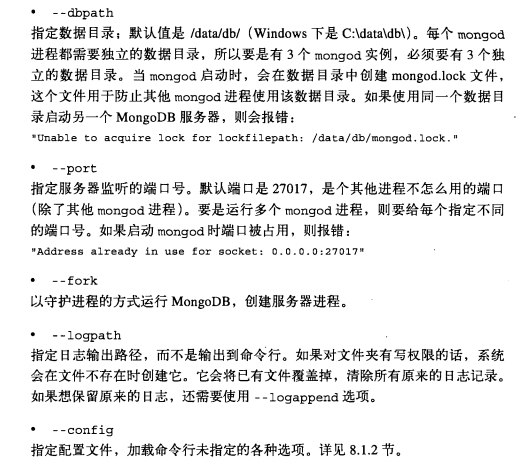 • --dbpath
指定数据目录；默认值是 /data/db/（Windows 下是 C:\data\db\）。每个 mongod
进程都需要独立的数据目录，所以要是有 3 个 mongod 实例，必须要有 3 个独
立的数据目录。当 mongod 启动时，会在数据目录中创建 mongod.lock 文件，
这个文件用于防止其他 mongod 进程使用该数据目录。如果使用同一个数据目
录启动另一个 MongoDB 服务器，则会报错：
"Unable to acquire lock for lockfilepath: /data/db/mongod.lock."
• --port
指定服务器监听的端口号。默认端口是 27017，是个其他进程不怎么用的端口
（除了其他 mongod 进程）。要是运行多个 mongod 进程，则要给每个指定不同
的端口号。如果启动 mongod 时端口被占用，则报错：
"Address already in use for socket: 0.0.0.0:27017"
• --fork
以守护进程的方式运行 MongoDB，创建服务器进程。
• --logpath
指定日志输出路径，而不是输出到命令行。如果对文件夹有写权限的话，系统
会在文件不存在时创建它。它会将已有文件覆盖掉，清除所有原来的日志记录。
如果想保留原来的日志，还需要使用 --logappend 选项。
• --config
指定配置文件，加载命令行未指定的各种选项。详见 8.1.2 节。